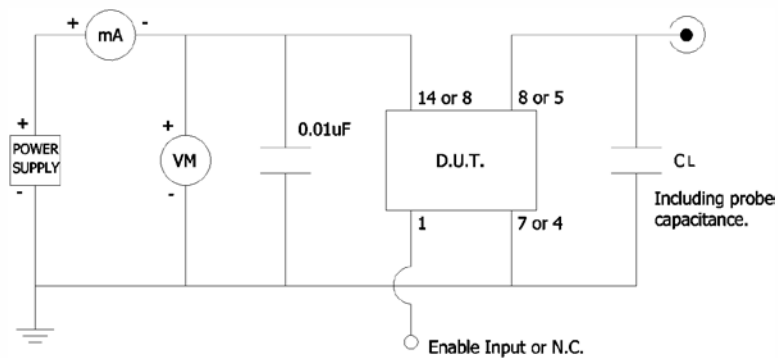 + mA -
14 or 8
8 or 5
+
POWER
SUPPLY
-
+
VM
-
0.01uF
D.U.T.
CL
Including probe
capacitance.
1
7 or 4
Enable Input or N.C.